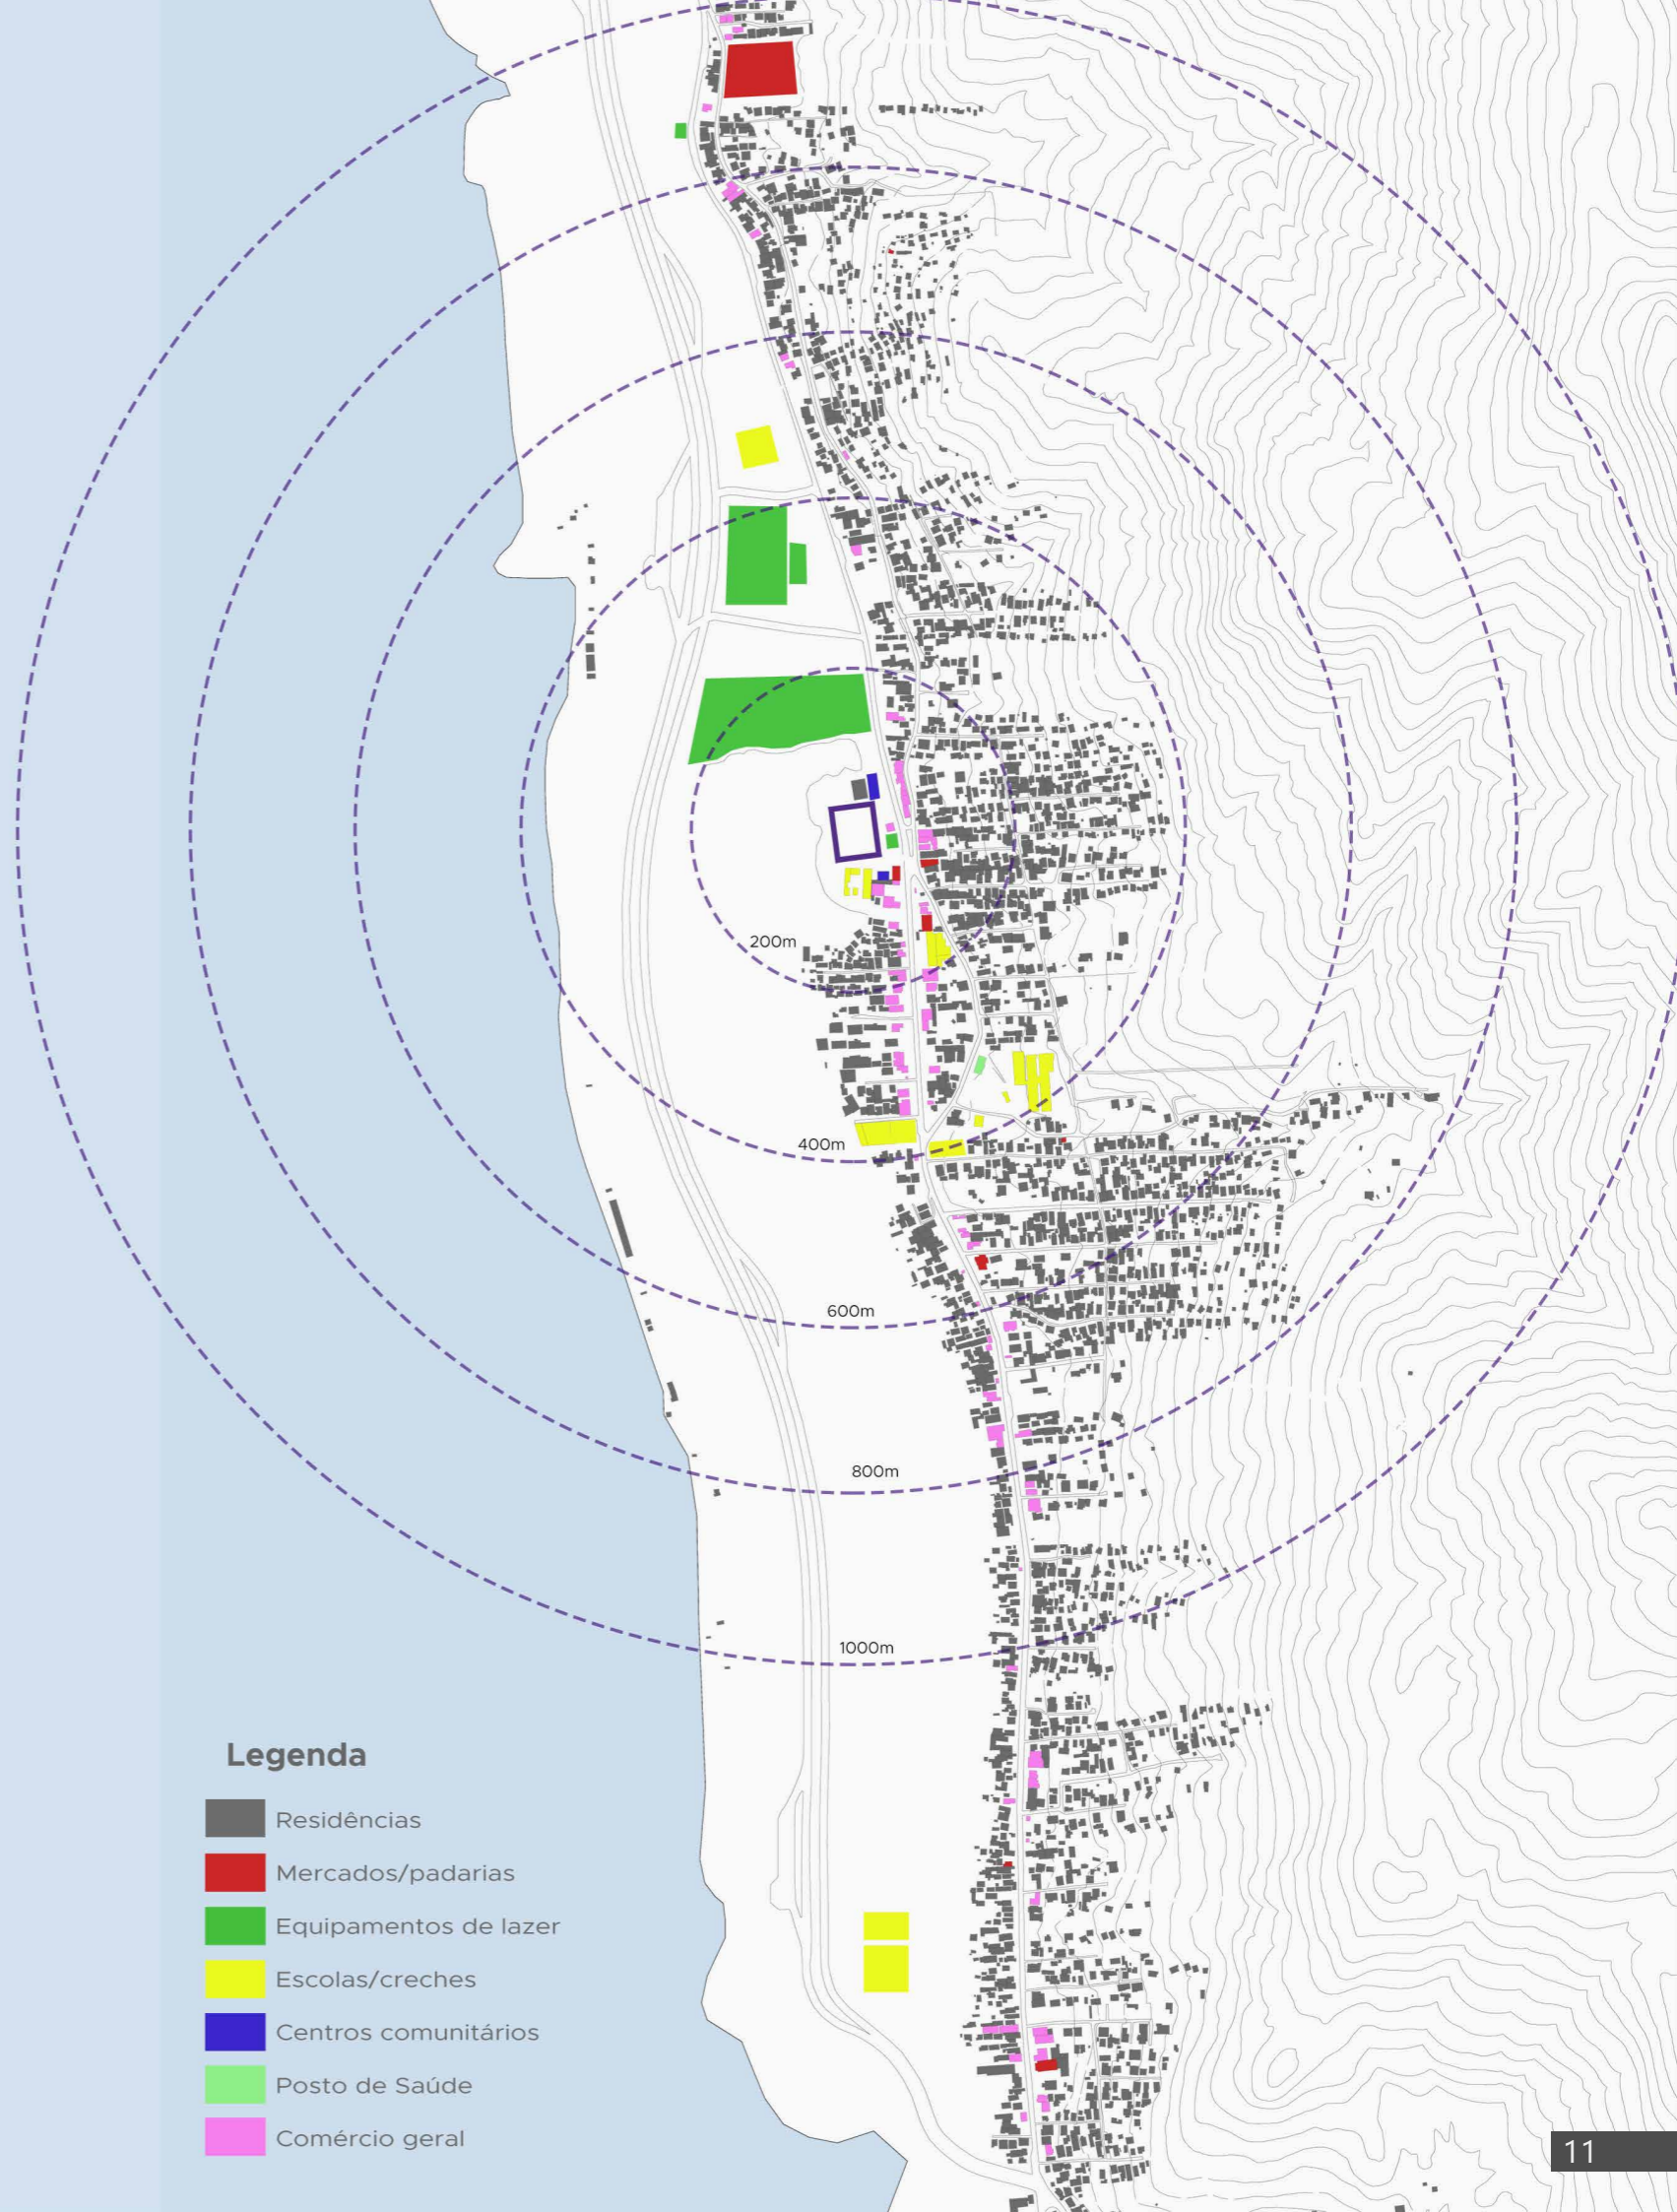 200m
400m
600m
800m
1000m
Legenda
Residências
Mercados/padarias
Equipamentos de lazer
Escolas/creches
Centros comunitários
Posto de Saúde
Comércio geral
11